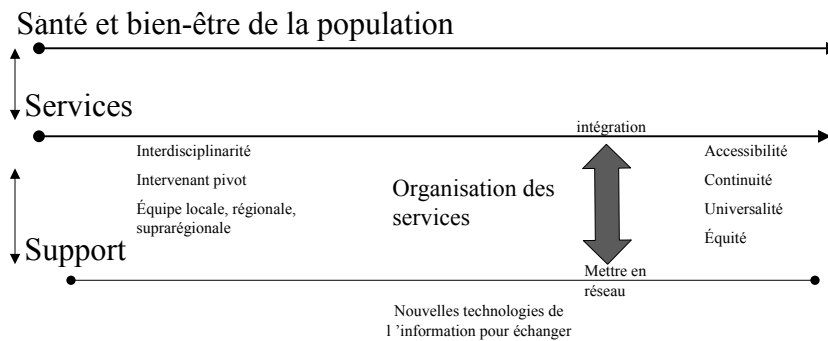 Santé et bien-être de la population
Services
intégration
Interdisciplinarité
Intervenant pivot
Équipe locale, régionale,
suprarégionale
Organisation des
services
Accessibilité
Continuité
Universalité
Équité
Support
Mettre en
réseau
Nouvelles technologies de
l ’information pour échanger